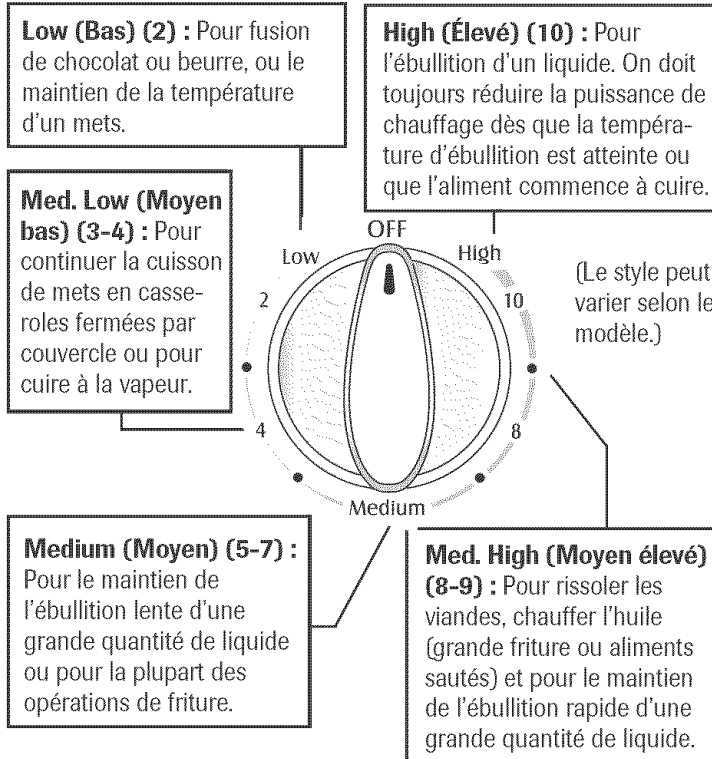 Low (Bas) (2) : Pour fusion
de chocolat ou beurre, ou le
maintien de la température
d'un mets.
High (Élevé) (10) : Pour
l'ébullition d'un liquide. On doit
toujours réduire la puissance de
chauffage dès que la tempéra-
ture d'ébullition est atteinte ou
que l'aliment commence à cuire.
Med. Low (Moyen
bas) (3-4) : Pour
continuer la cuisson
de mets en casse-
roles fermées par
couvercle ou pour
cuire à la vapeur.
OFF
Low
High
2
10
4
8
Medium
(Le style peut
varier selon le
modèle.)
Medium (Moyen) (5-7) :
Pour le maintien de
l'ébullition lente d'une
grande quantité de liquide
ou pour la plupart des
opérations de friture.
Med. High (Moyen élevé)
(8-9) : Pour rissoler les
viandes, chauffer l'huile
(grande friture ou aliments
sautés) et pour le maintien
de l'ébullition rapide d'une
grande quantité de liquide.